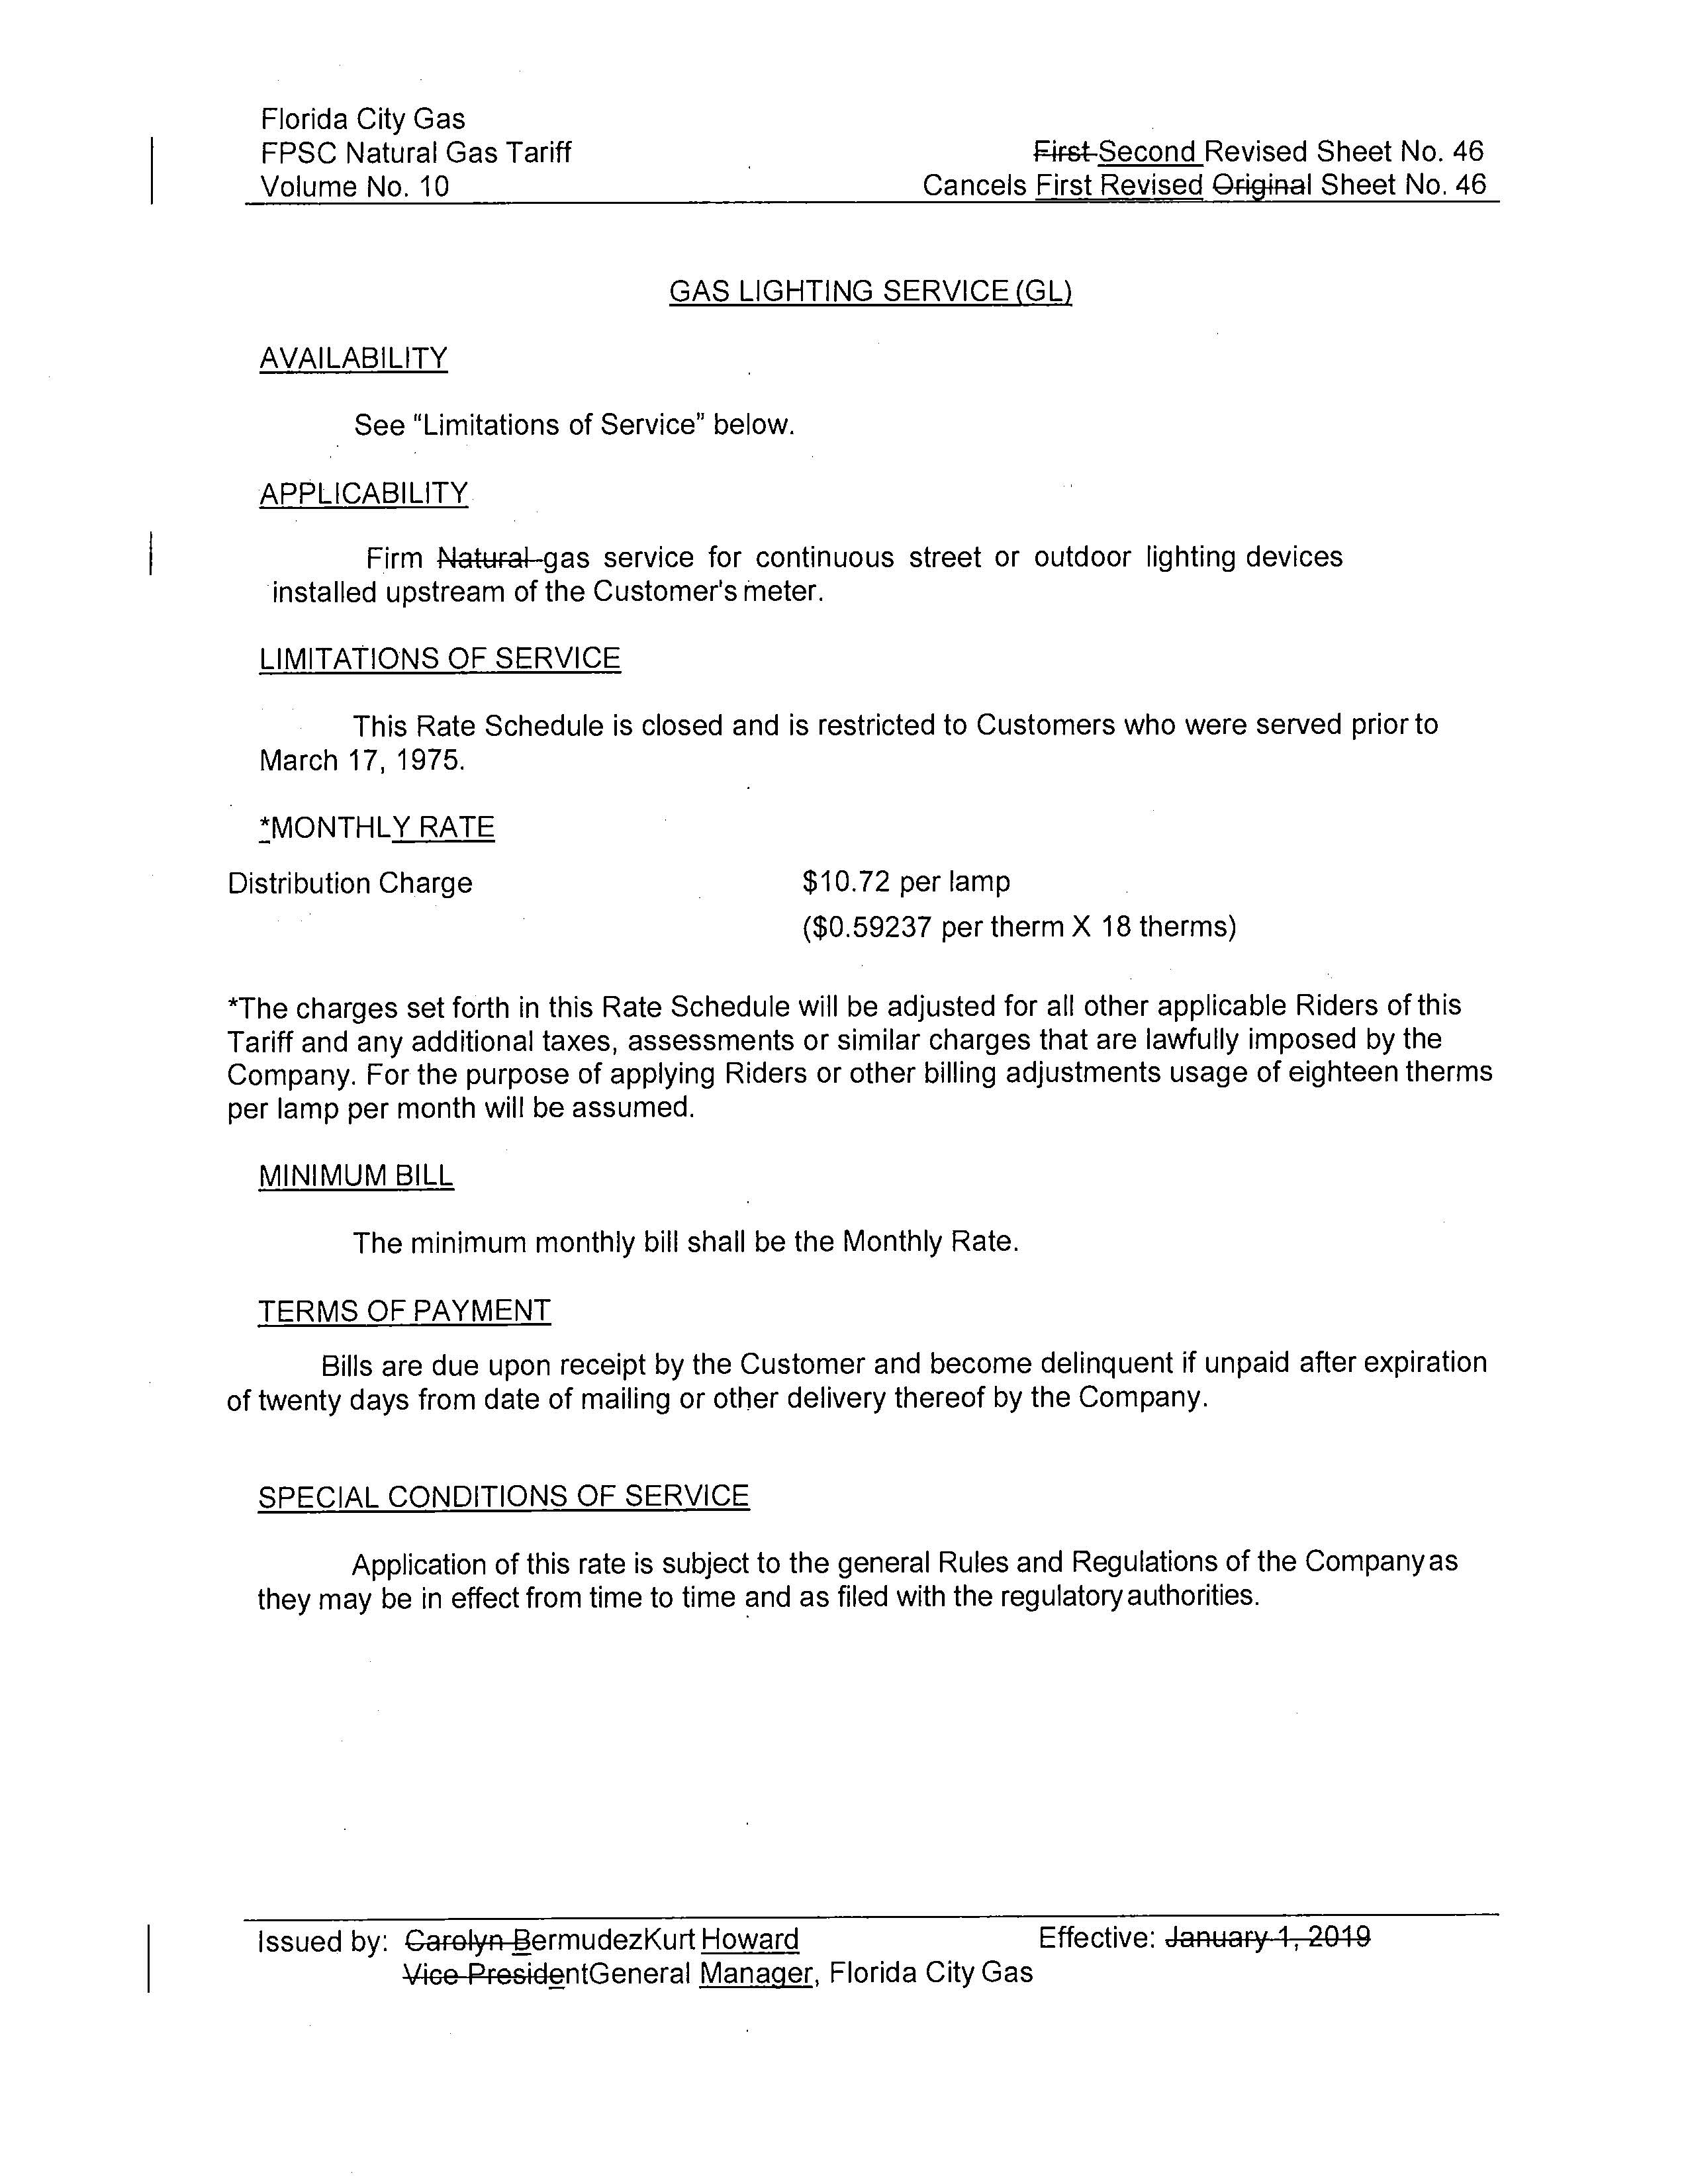 Florida City Gas
FPSC Natural Gas Tariff
First Second Revised Sheet No. 46
Volume No. 10
Cancels First Revised Original Sheet No. 46
GAS LIGHTING SERVICE (GL)
AVAILABILITY
See "Limitations of Service" below.
APPLICABILITY
Firm Natural gas service for continuous street or outdoor lighting devices
installed upstream of the Customer's meter.
LIMITATIONS OF SERVICE
This Rate Schedule is closed and is restricted to Customers who were served prior to
March 17, 1975.
*MONTHLY RATE
Distribution Charge
$10.72 per lamp
($0.59237 per therm X 18 therms)
*The charges set forth in this Rate Schedule will be adjusted for all other applicable Riders of this
Tariff and any additional taxes, assessments or similar charges that are lawfully imposed by the
Company. For the purpose of applying Riders or other billing adjustments usage of eighteen therms
per lamp per month will be assumed.
MINIMUM BILL
The minimum monthly bill shall be the Monthly Rate.
TERMS OF PAYMENT
Bills are due upon receipt by the Customer and become delinquent if unpaid after expiration
of twenty days from date of mailing or other delivery thereof by the Company.
SPECIAL CONDITIONS OF SERVICE
Application of this rate is subject to the general Rules and Regulations of the Company as
they may be in effect from time to time and as filed with the regulatory authorities.
Issued by: Carolyn BermudezKurt Howard
Effective: January 1, 2019
Vice PresidentGeneral Manager, Florida City Gas